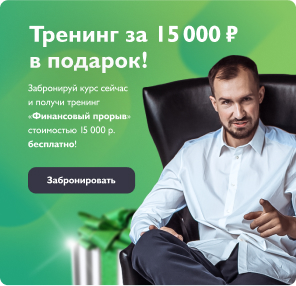 Тренинг за 15 000 ₽
в подарок!
Забронируй курс сейчас
и получи тренинг
«Финансовый прорыв»
стоимостью 15 000 р.
бесплатно!
Забронировать